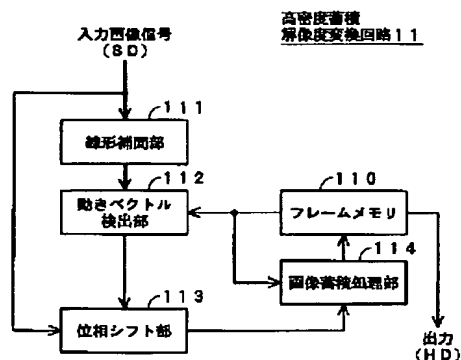 高密度蓄積
解像度変換回路11
入力画像信号
(SD)
111
線形補間部
112
動きベクトル
検出部
110
フレームメモリ
114
画像蓄積処理部
113
位相シフト部
出力
(HD)